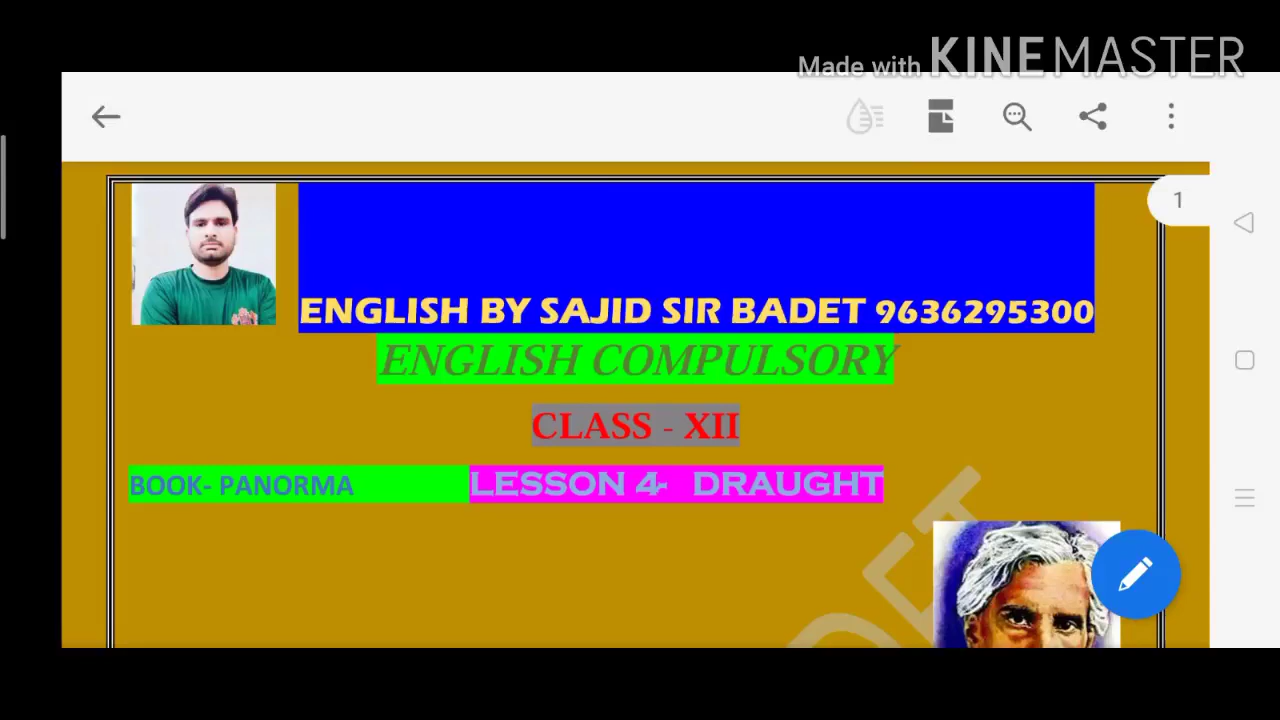 Made with KINEMASTER
1
ENGLISH BY SAJID SIR BADET 9636295300
ENGLISH COMPULSORY
CLASS - XII
BOOK- PANORMA LESSON 4- DRAUGHT